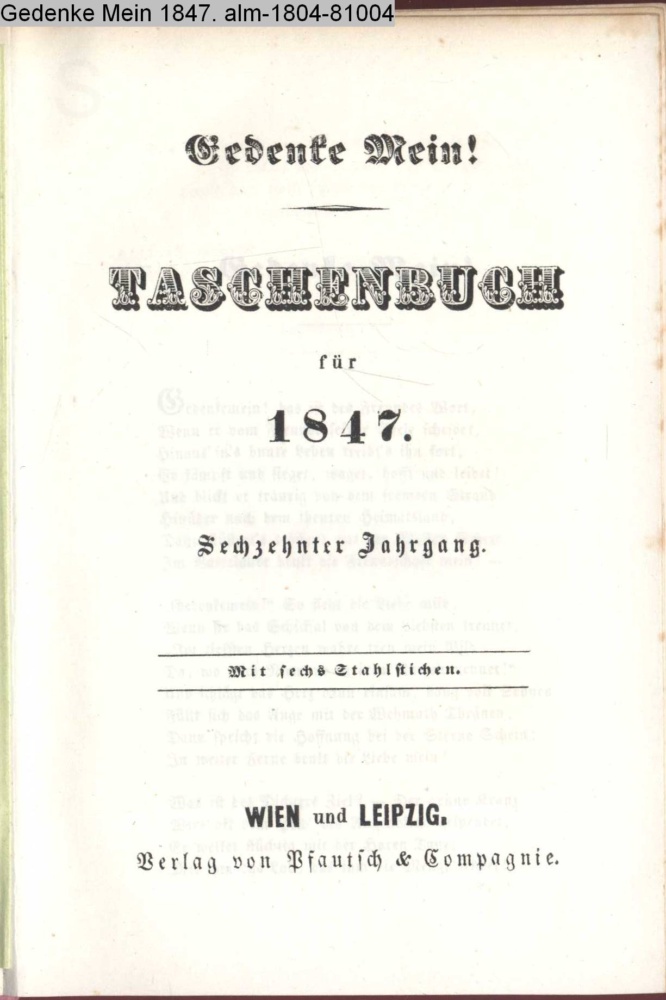 Gedenke Mein 1847. alm-1804-81004
Gedenke Mein!
TASCHENBUCH
für
1847.
Sechzehnter Jahrgang.
Mit sechs Stahlstichen.
WIEN und LEIPZIG.
Verlag von Pfautsch & Compagnie.